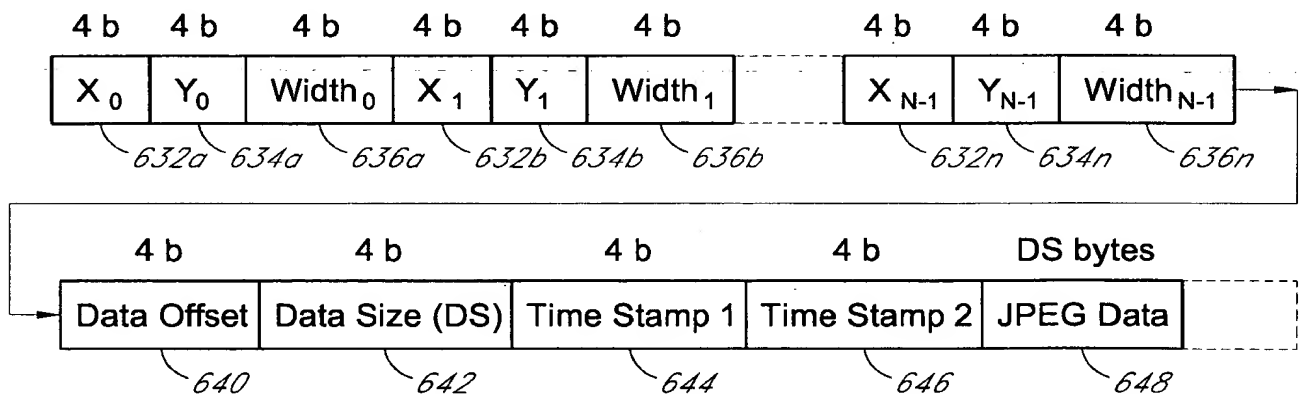 4 b 4 b 4 b 4 b 4 b 4 b 4 b 4 b 4 b
X0 Y0 Width0 X1 Y1 Width1 XN-1 YN-1 WidthN-1
632a 634a 636a 632b 634b 636b 632n 634n 636n
4 b 4 b 4 b 4 b DS bytes
Data Offset Data Size (DS) Time Stamp 1 Time Stamp 2 JPEG Data
640 642 644 646 648